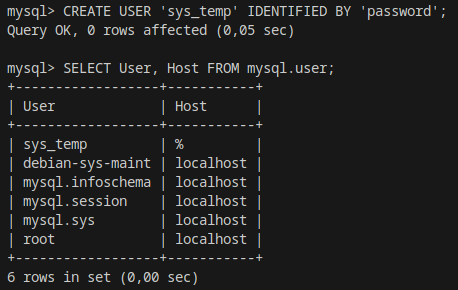 mysql> CREATE USER 'sys_temp' IDENTIFIED BY 'password';
Query OK, 0 rows affected (0,05 sec)

mysql> SELECT User, Host FROM mysql.user;
+------------------+-----------+
| User             | Host      |
+------------------+-----------+
| sys_temp         | %         |
| debian-sys-maint | localhost |
| mysql.infoschema | localhost |
| mysql.session    | localhost |
| mysql.sys        | localhost |
| root             | localhost |
+------------------+-----------+
6 rows in set (0,00 sec)